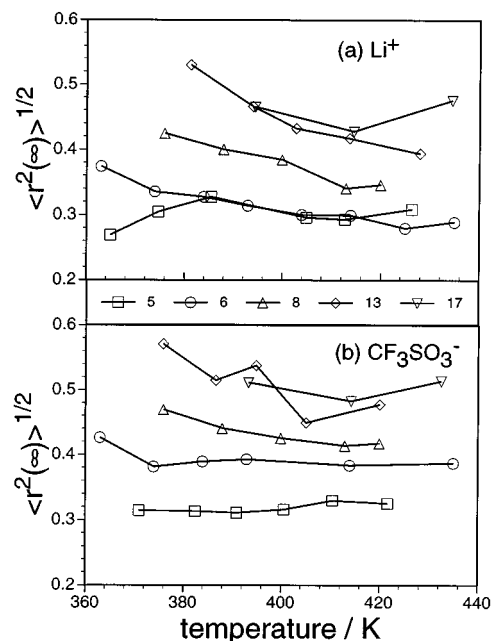 0.6
(a) Li⁺
0.5
0.4
0.3
0.2
<r²(∞)>^1/2
5 6 8 13 17
0.6
(b) CF₃SO₃⁻
0.5
0.4
0.3
0.2
<r²(∞)>^1/2
360 380 400 420 440
temperature / K